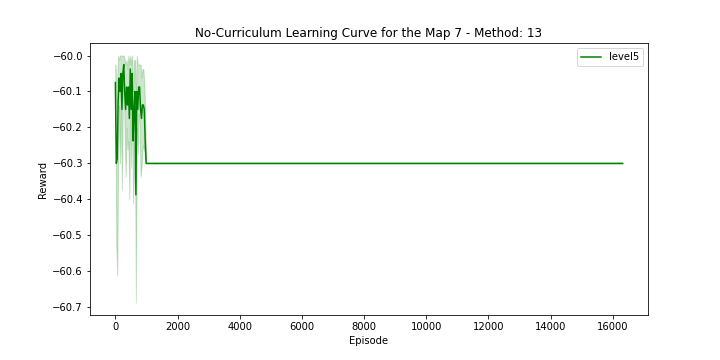 No-Curriculum Learning Curve for the Map 7 - Method: 13
level5
Reward
−60.0
−60.1
−60.2
−60.3
−60.4
−60.5
−60.6
−60.7
0 2000 4000 6000 8000 10000 12000 14000 16000
Episode